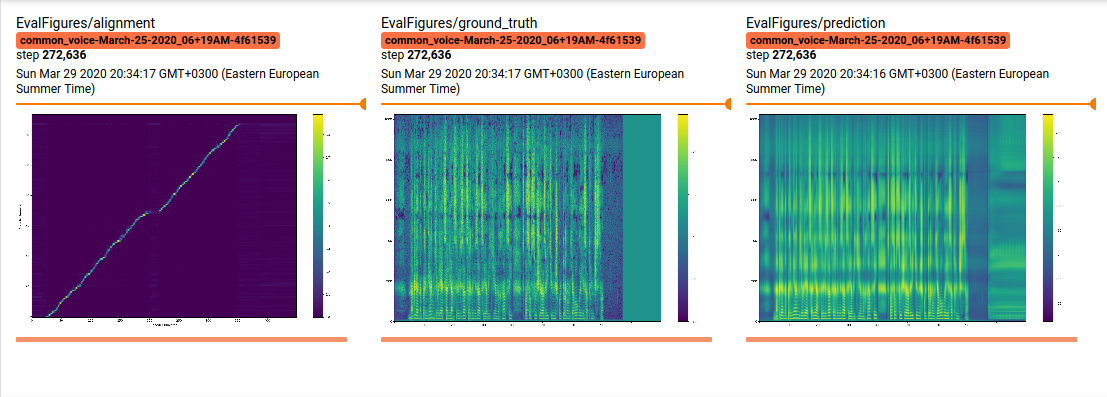 EvalFigures/alignment
common_voice-March-25-2020_06+19AM-4f61539
step 272,636
Sun Mar 29 2020 20:34:17 GMT+0300 (Eastern European
Summer Time)
EvalFigures/ground_truth
common_voice-March-25-2020_06+19AM-4f61539
step 272,636
Sun Mar 29 2020 20:34:17 GMT+0300 (Eastern European
Summer Time)
EvalFigures/prediction
common_voice-March-25-2020_06+19AM-4f61539
step 272,636
Sun Mar 29 2020 20:34:16 GMT+0300 (Eastern European
Summer Time)